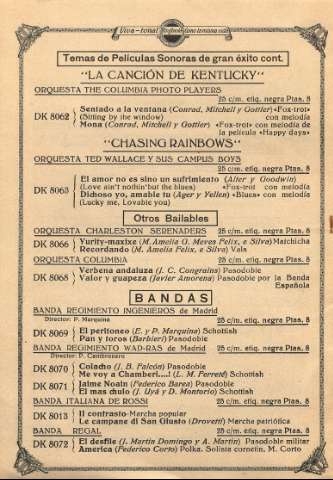 Viva-tonal Columbia
Temas de Películas Sonoras de gran éxito cont.
"LA CANCIÓN DE KENTUCKY"
ORQUESTA THE COLUMBIA PHOTO PLAYERS
25 c/m. etiq. negra Ptas. 8
DK 8062 Sentado a la ventana (Conrad, Mitchell y Gottler) «Fox-trot»
(Sitting by the window) con melodía
Mona (Conrad, Mitchell y Gottler) «Fox-trot» con melodía de
la película «Happy days»
"CHASING RAINBOWS"
ORQUESTA TED WALLACE Y SUS CAMPUS BOYS
25 c/m. etiq. negra Ptas. 8
DK 8063 El amor no es sino un sufrimiento (Alter y Goodwin)
(Love ain't nothin' but the blues) «Fox-tot con melodía
Dichoso yo, amable tu (Ager y Yellen) «Blues» con melodía
(Lucky me, Lovable you)
Otros Bailables
ORQUESTA CHARLESTON SERENADERS 25 c/m. etiq. negra Ptas. 8
DK 8066 Yurity-maxixe (M. Amelia G. Meves Felix, e Silva) Matchicha
Recordando (M. Amelia Felix, e Silva) Vals
ORQUESTA COLUMBIA 25 c/m. etiq. negra Ptas. 8
DK 8068 Verbena andaluza (J. C. Congrains) Pasodoble
Valor y guapeza (Javier Amorena) Pasodoble por la Banda
Española
BANDAS
BANDA REGIMIENTO INGENIEROS de Madrid
Director: P. Marquina 25 c/m. etiq. negra Ptas. 8
DK 8069 El peritoneo (E. y P. Marquina) Schottish
Pan y toros (Barbieri) Pasodoble
BANDA REGIMIENTO WAD-RAS de Madrid
Director: P. Cambronero 25 c/m. etiq. negra Ptas. 8
DK 8070 Colacho (J. B. Falcóa) Pasodoble
Me voy a Chamberí....! (L. M. Ferreté) Schottish
DK 8071 Jaime Noain (Federico Barea) Pasodoble
El mas chulo (J. Uyá y D. Montorio) Schottish
BANDA ITALIANA DE ROSSI 25 c/m. etiq. negra Ptas. 8
DK 8013 Il contrasto-Marcha popular
Le campane di San Giusto (Drovetti) Marcha patriótica
BANDA REGAL 25 c/m. etiq. negra Ptas. 8
DK 8072 El desfile (J. Martín Domingo y A. Martín) Pasodoble militar
America (Federico Corto) Polka. Solista cornetín, M. Corto